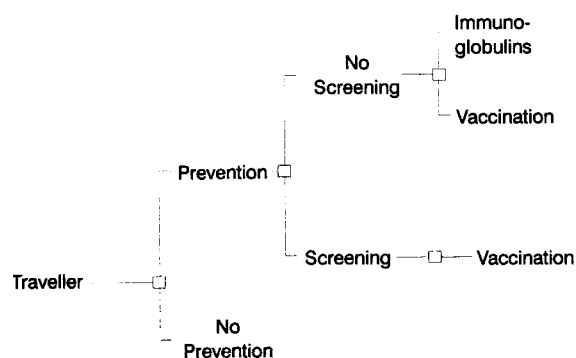 Immuno-
globulins
No
Screening
Vaccination
Prevention
Screening
Vaccination
Traveller
No
Prevention